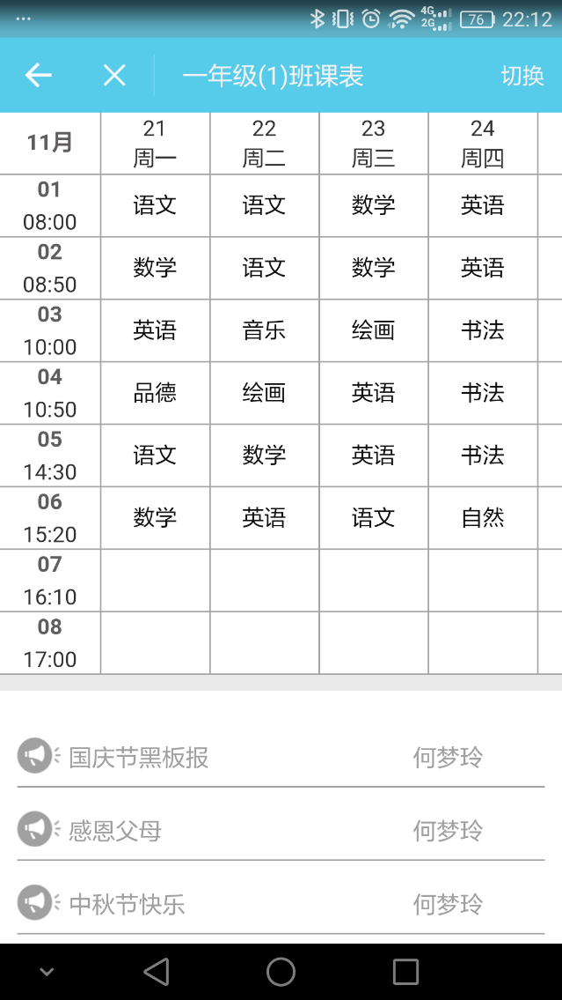 4G
2G
76
22:12
一年级(1)班课表
切换
11月
21
周一
22
周二
23
周三
24
周四
01
08:00
语文
语文
数学
英语
02
08:50
数学
语文
数学
英语
03
10:00
英语
音乐
绘画
书法
04
10:50
品德
绘画
英语
书法
05
14:30
语文
数学
英语
书法
06
15:20
数学
英语
语文
自然
07
16:10
08
17:00
国庆节黑板报
何梦玲
感恩父母
何梦玲
中秋节快乐
何梦玲